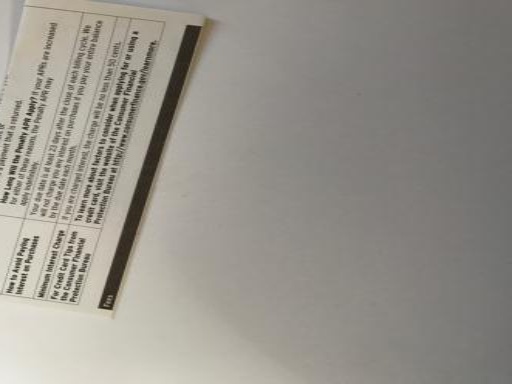 a payment that is returned.
How Long Will the Penalty APR Apply? If your APRs are increased
for either of these reasons, the Penalty APR may
apply indefinitely.
How to Avoid Paying
Interest on Purchases
Your due date is at least 23 days after the close of each billing cycle. We
will not charge you any interest on purchases if you pay your entire balance
by the due date each month.
Minimum Interest Charge
If you are charged interest, the charge will be no less than 50 cents.
For Credit Card Tips from
the Consumer Financial
Protection Bureau
To learn more about factors to consider when applying for or using a
credit card, visit the website of the Consumer Financial
Protection Bureau at http://www.consumerfinance.gov/learnmore.
Fees